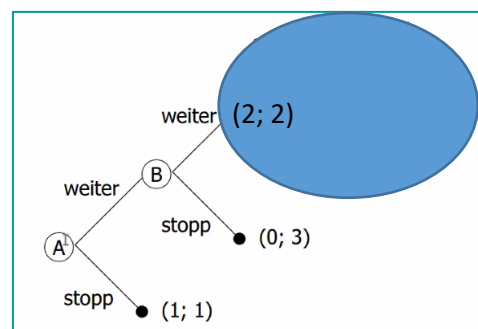 weiter (2; 2)
weiter B
stopp (0; 3)
A
stopp (1; 1)